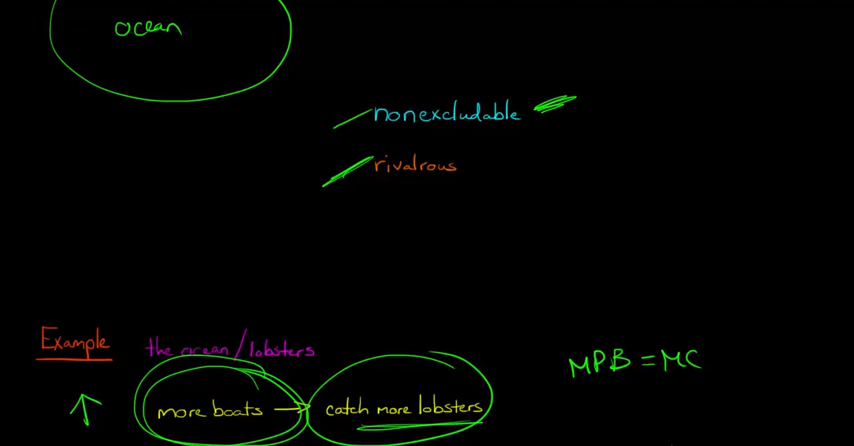 ocean
nonexcludable
rivalrous
Example
the ocean/lobsters
MPB = MC
more boats → catch more lobsters